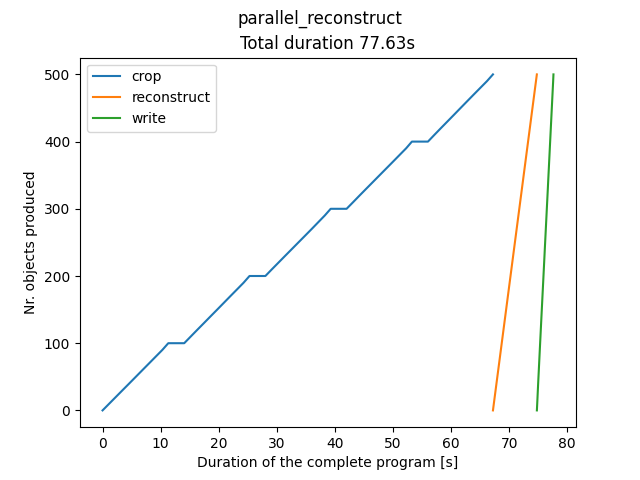 parallel_reconstruct
Total duration 77.63s
crop
reconstruct
write
Nr. objects produced
500
400
300
200
100
0
0 10 20 30 40 50 60 70 80
Duration of the complete program [s]